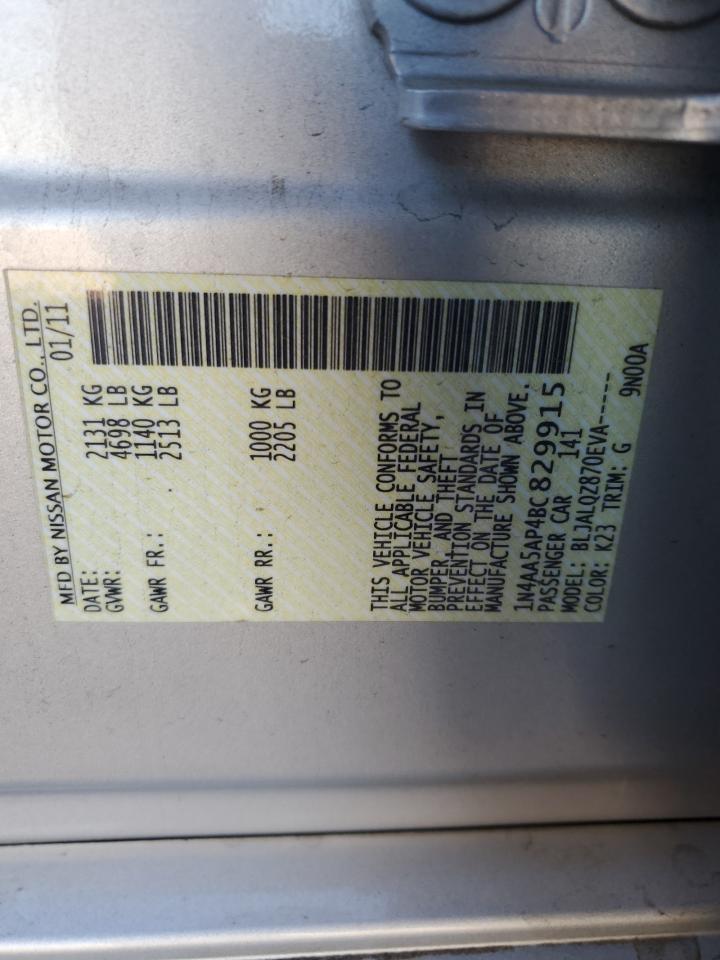 MFD BY NISSAN MOTOR CO., LTD.
DATE: 01/11
GVWR: 2131 KG
4698 LB
GAWR FR.: 1140 KG
2513 LB
GAWR RR.: 1000 KG
2205 LB
THIS VEHICLE CONFORMS TO
ALL APPLICABLE FEDERAL
MOTOR VEHICLE SAFETY,
BUMPER, AND THEFT
PREVENTION STANDARDS IN
EFFECT ON THE DATE OF
MANUFACTURE SHOWN ABOVE.
1N4AA5AP4BC829915
PASSENGER CAR 141
MODEL: BLJALQZ870EVA-----
COLOR: K23 TRIM: G 9N00A